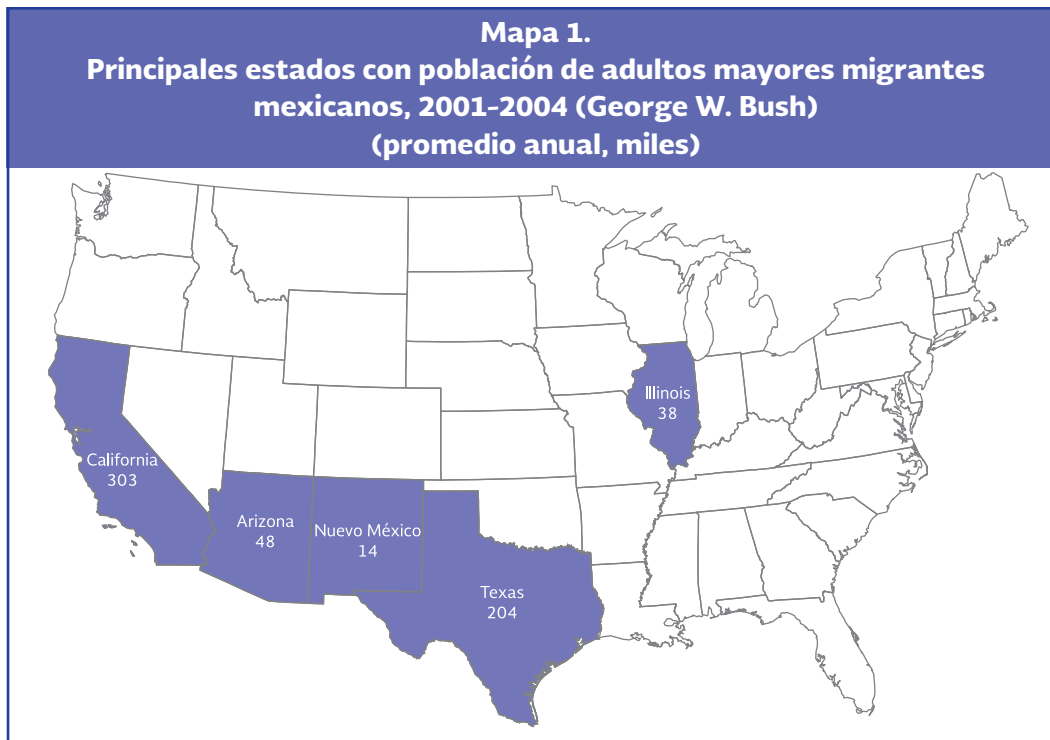 Mapa 1.
Principales estados con población de adultos mayores migrantes
mexicanos, 2001-2004 (George W. Bush)
(promedio anual, miles)
Illinois
38
California
303
Arizona
48
Nuevo México
14
Texas
204